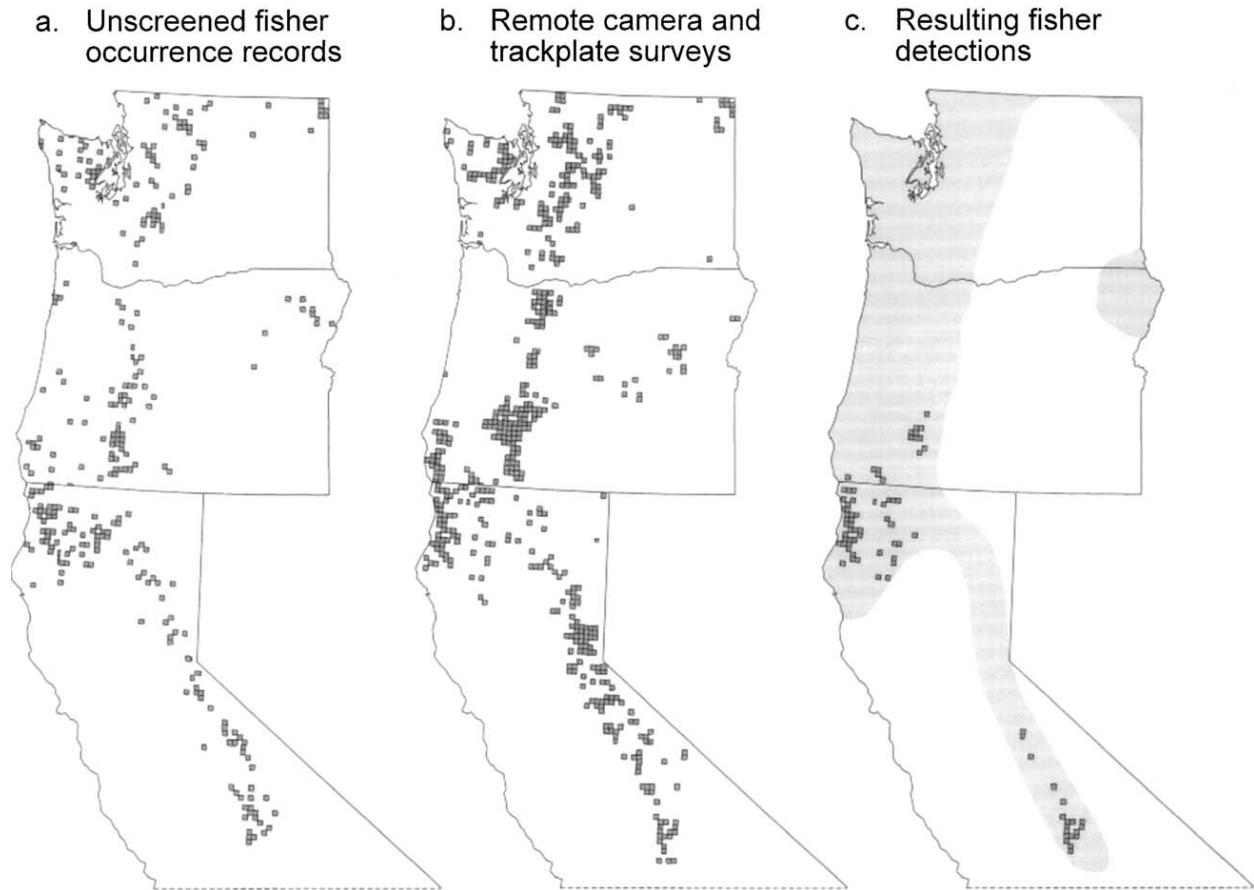 a. Unscreened fisher
occurrence records
b. Remote camera and
trackplate surveys
c. Resulting fisher
detections